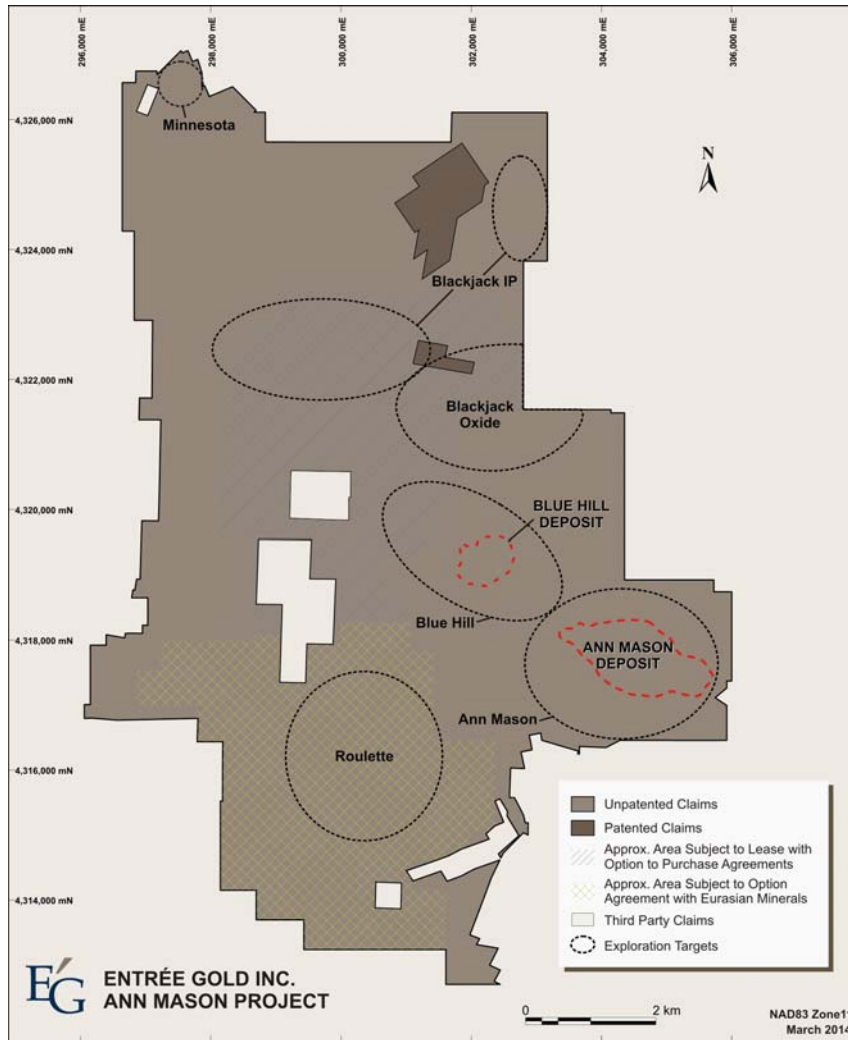 296,000 mE
298,000 mE
300,000 mE
302,000 mE
304,000 mE
306,000 mE
4,326,000 mN
4,324,000 mN
4,322,000 mN
4,320,000 mN
4,318,000 mN
4,316,000 mN
4,314,000 mN
Minnesota
N
Blackjack IP
Blackjack
Oxide
BLUE HILL
DEPOSIT
Blue Hill
ANN MASON
DEPOSIT
Ann Mason
Roulette
Unpatented Claims
Patented Claims
Approx. Area Subject to Lease with
Option to Purchase Agreements
Approx. Area Subject to Option
Agreement with Eurasian Minerals
Third Party Claims
Exploration Targets
EG
ENTRÉE GOLD INC.
ANN MASON PROJECT
0 2 km
NAD83 Zone11
March 2014